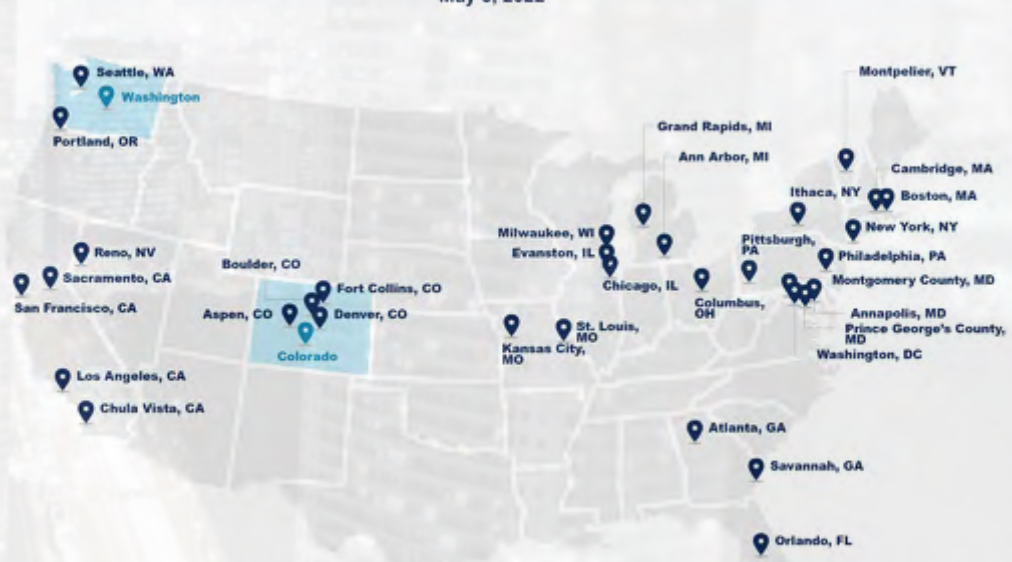 Seattle, WA
Washington
Portland, OR
Montpelier, VT
Grand Rapids, MI
Ann Arbor, MI
Cambridge, MA
Ithaca, NY
Boston, MA
New York, NY
Milwaukee, WI
Evanston, IL
Chicago, IL
Pittsburgh,
PA
Philadelphia, PA
Reno, NV
Sacramento, CA
San Francisco, CA
Boulder, CO
Fort Collins, CO
Aspen, CO
Denver, CO
Colorado
Columbus,
OH
Montgomery County, MD
Annapolis, MD
Prince George's County,
MD
Washington, DC
St. Louis,
MO
Kansas City,
MO
Los Angeles, CA
Chula Vista, CA
Atlanta, GA
Savannah, GA
Orlando, FL